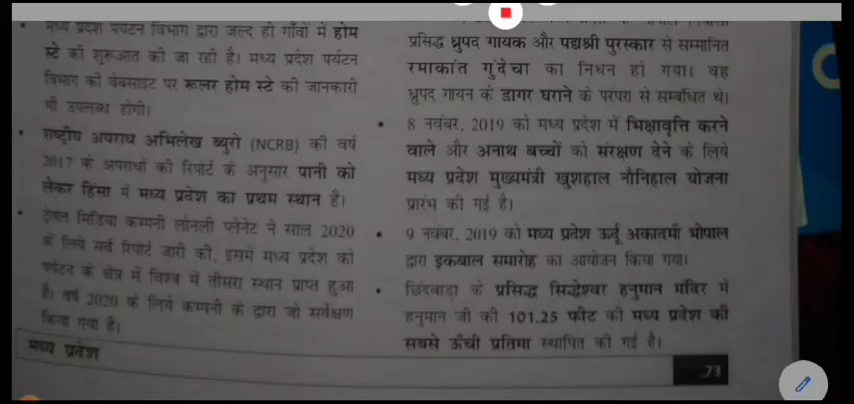 मध्य प्रदेश पर्यटन विभाग द्वारा जल्द ही गाँवों में होम
स्टे की शुरूआत की जा रही है। मध्य प्रदेश पर्यटन
विभाग की वेबसाइट पर रूलर होम स्टे की जानकारी
भी उपलब्ध होगी।
• राष्ट्रीय अपराध अभिलेख ब्यूरो (NCRB) की वर्ष
2017 के अपराधों की रिपोर्ट के अनुसार पानी को
लेकर हिंसा में मध्य प्रदेश का प्रथम स्थान है।
• ट्रेवल मिडिया कम्पनी लोनली प्लेनेट ने साल 2020
के लिये सर्व रिपोर्ट जारी की, इसमें मध्य प्रदेश को
पर्यटन के क्षेत्र में विश्व में तीसरा स्थान प्राप्त हुआ
है। वर्ष 2020 के लिये कम्पनी के द्वारा जो सर्वेक्षण
किया गया है।
प्रसिद्ध ध्रुपद गायक और पद्मश्री पुरस्कार से सम्मानित
रमाकांत गुंदेचा का निधन हो गया। वह
ध्रुपद गायन के डागर घराने के परंपरा से सम्बंधित थे।
• 8 नवंबर, 2019 को मध्य प्रदेश में भिक्षावृत्ति करने
वाले और अनाथ बच्चों को संरक्षण देने के लिये
मध्य प्रदेश मुख्यमंत्री खुशहाल नौनिहाल योजना
प्रारंभ की गई है।
• 9 नवंबर, 2019 को मध्य प्रदेश ऊर्दू अकादमी भोपाल
द्वारा इकबाल समारोह का आयोजन किया गया।
• छिंदवाड़ा के प्रसिद्ध सिद्धेश्वर हनुमान मंदिर में
हनुमान जी की 101.25 फीट की मध्य प्रदेश की
सबसे ऊँची प्रतिमा स्थापित की गई है।
मध्य प्रदेश
73